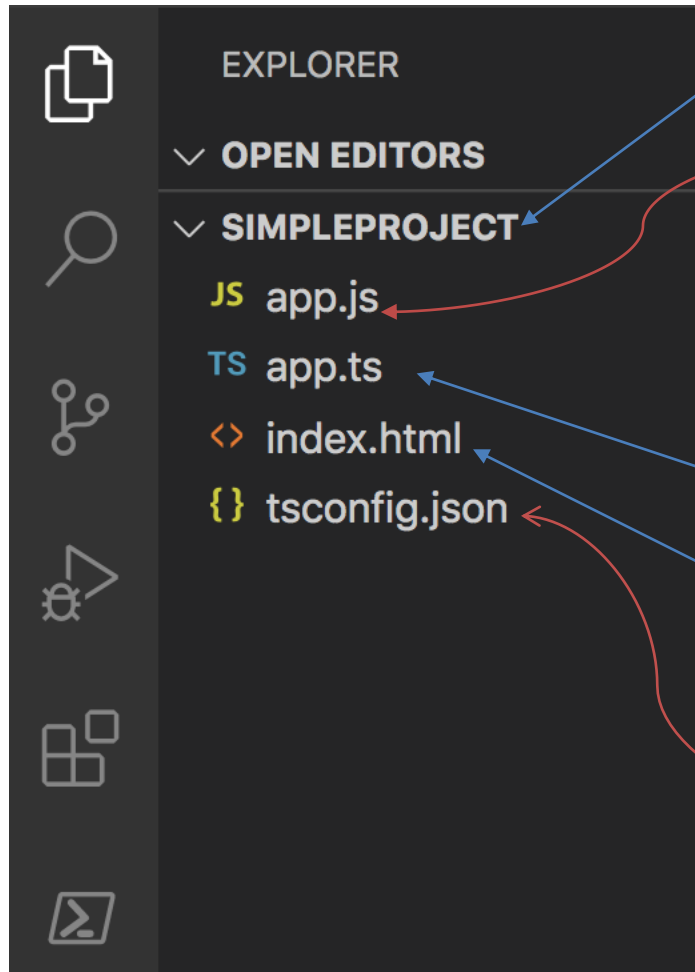 EXPLORER
OPEN EDITORS
SIMPLEPROJECT
JS app.js
TS app.ts
<> index.html
{} tsconfig.json